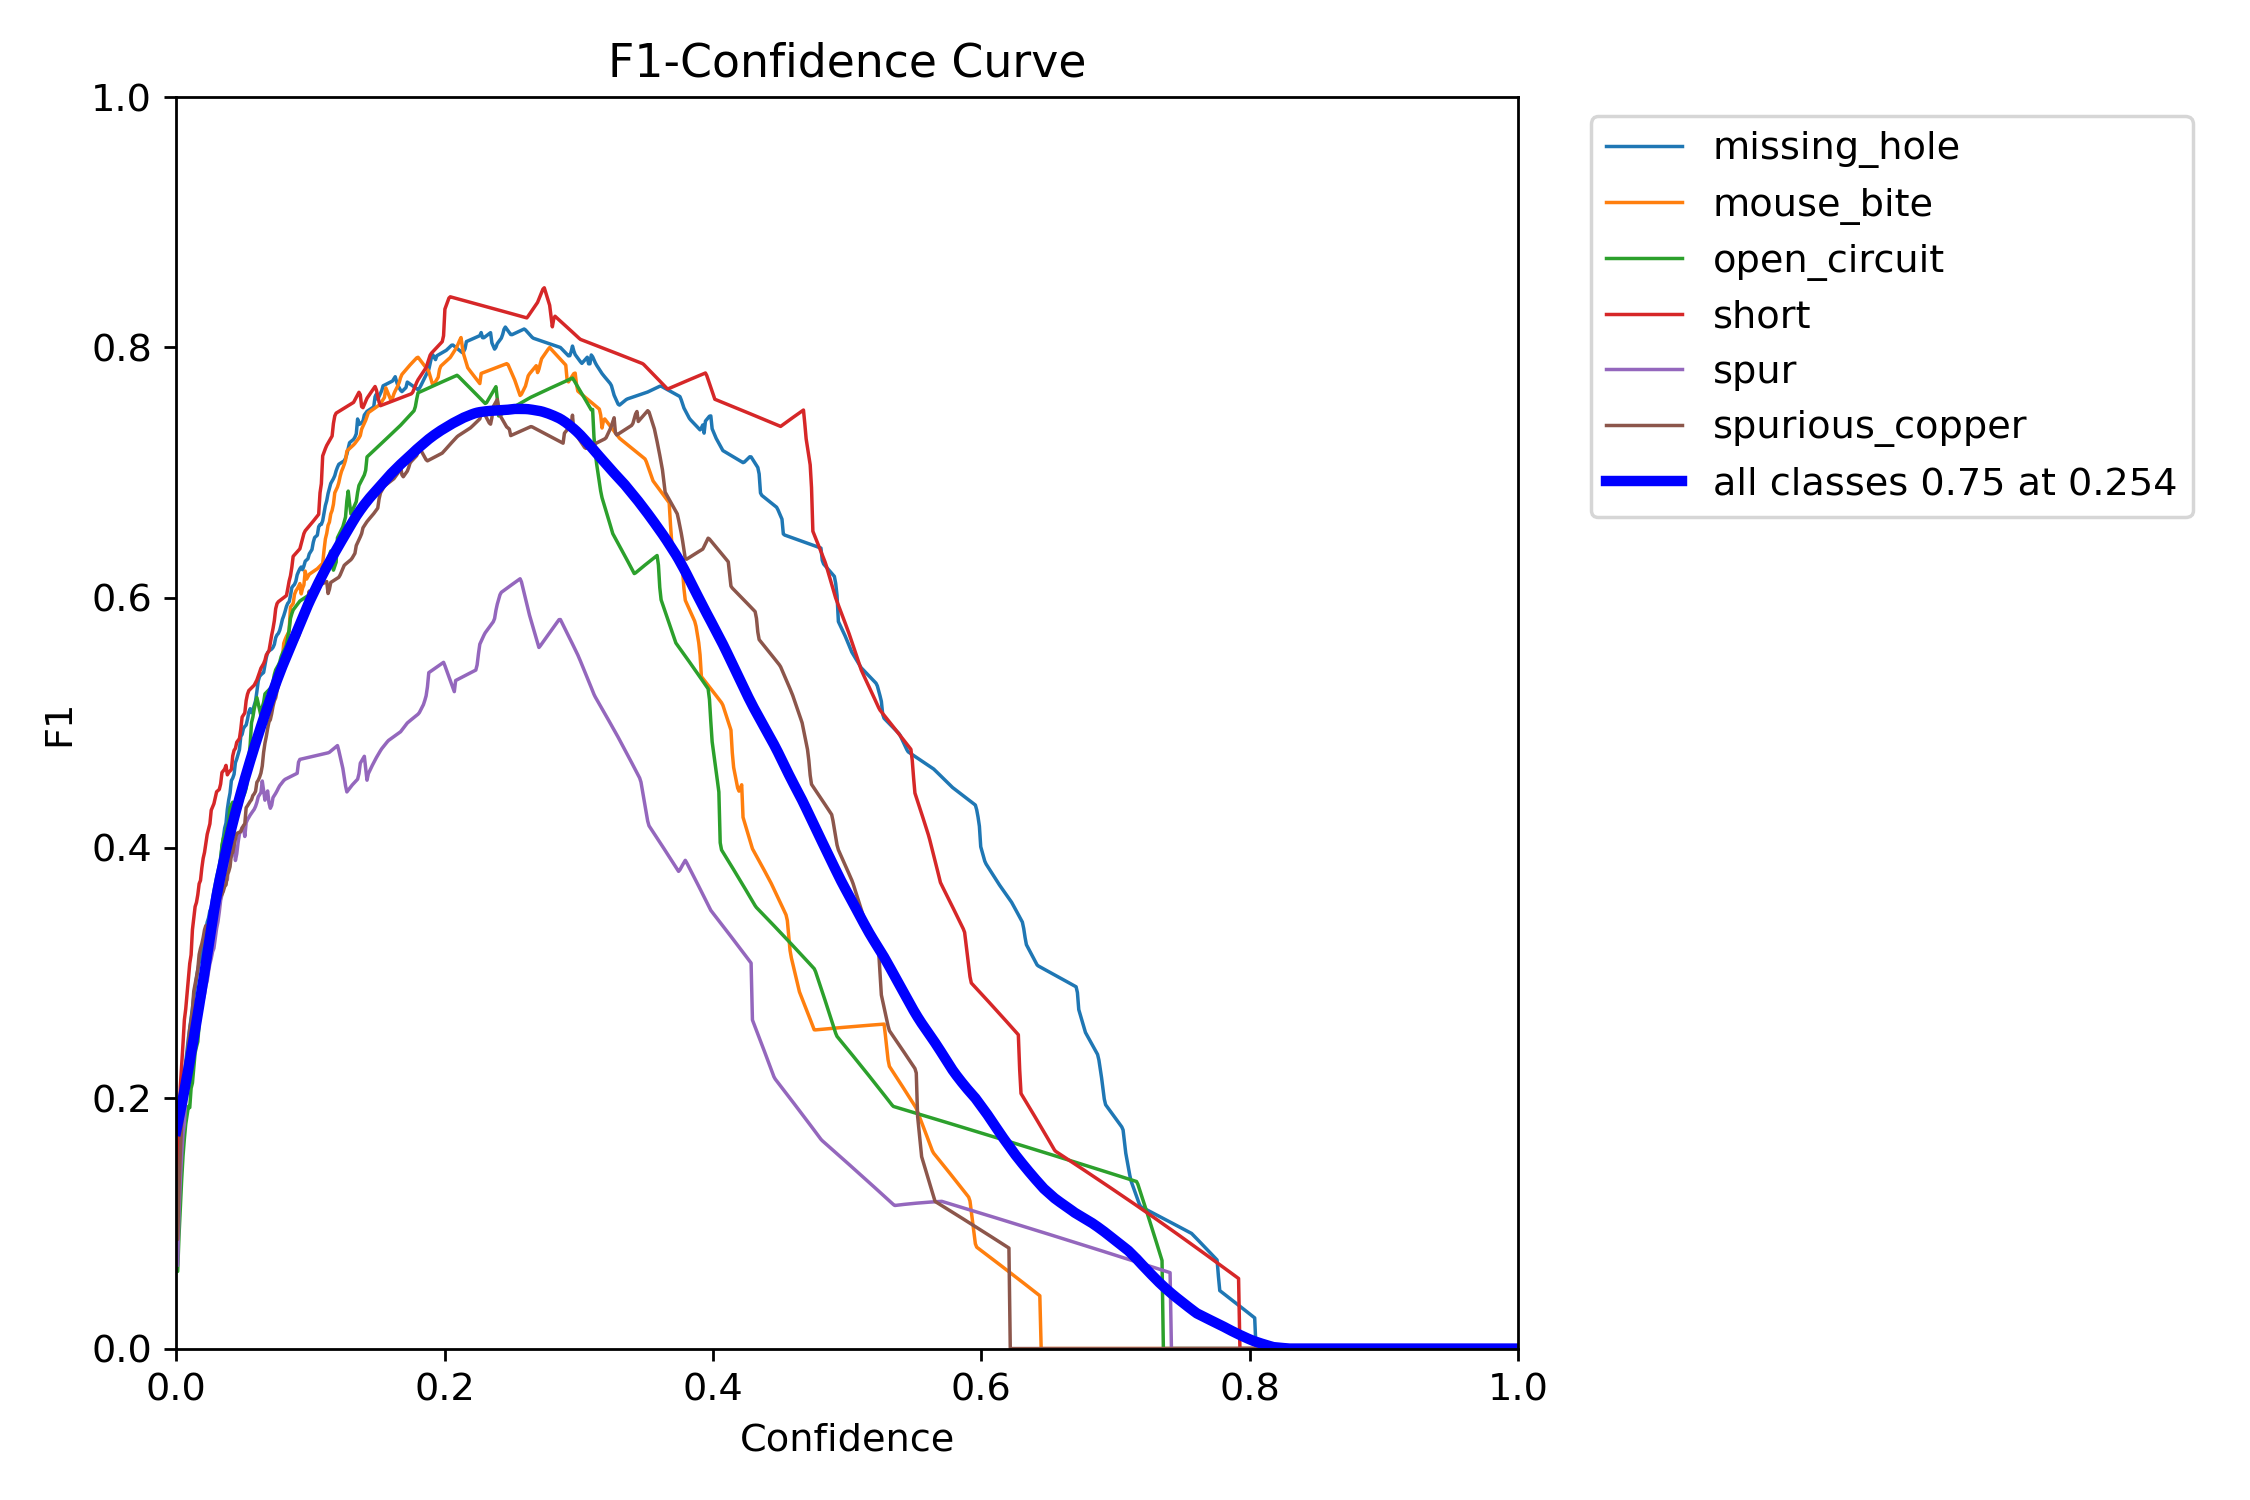 F1-Confidence Curve
1.0
0.8
0.6
0.4
0.2
0.0
F1
0.0 0.2 0.4 0.6 0.8 1.0
Confidence
missing_hole
mouse_bite
open_circuit
short
spur
spurious_copper
all classes 0.75 at 0.254